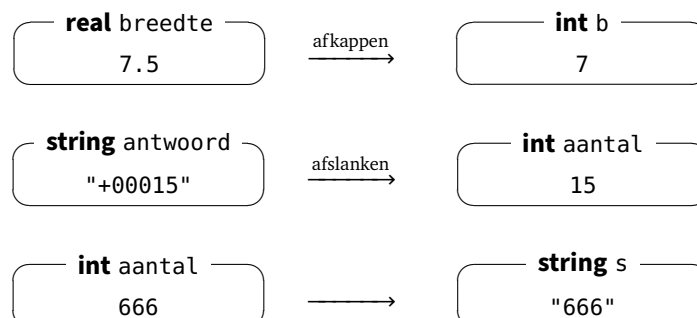 real breedte
int b
afkappen
7.5
7
string antwoord
int aantal
afslanken
"+00015"
15
int aantal
string s
666
"666"